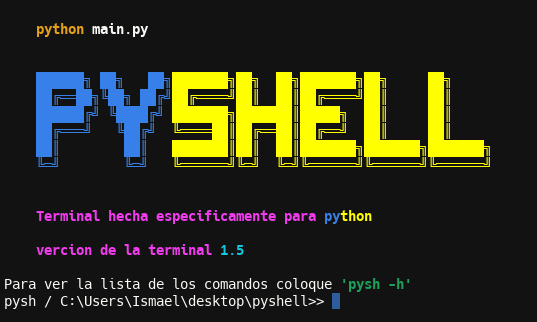 python main.py
PYSHELL
Terminal hecha especificamente para python
vercion de la terminal 1.5
Para ver la lista de los comandos coloque 'pysh -h'
pysh / C:\Users\Ismael\desktop\pyshell>>